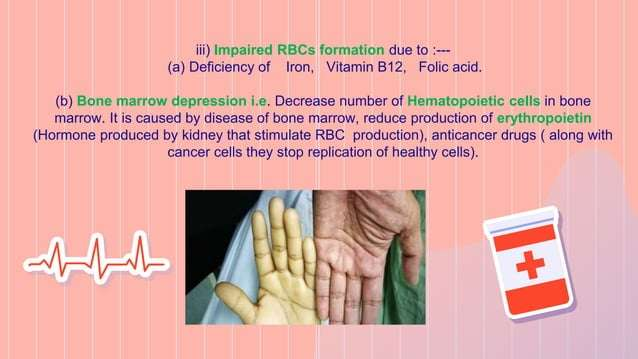 iii) Impaired RBCs formation due to :---
(a) Deficiency of Iron, Vitamin B12, Folic acid.
(b) Bone marrow depression i.e. Decrease number of Hematopoietic cells in bone
marrow. It is caused by disease of bone marrow, reduce production of erythropoietin
(Hormone produced by kidney that stimulate RBC production), anticancer drugs ( along with
cancer cells they stop replication of healthy cells).